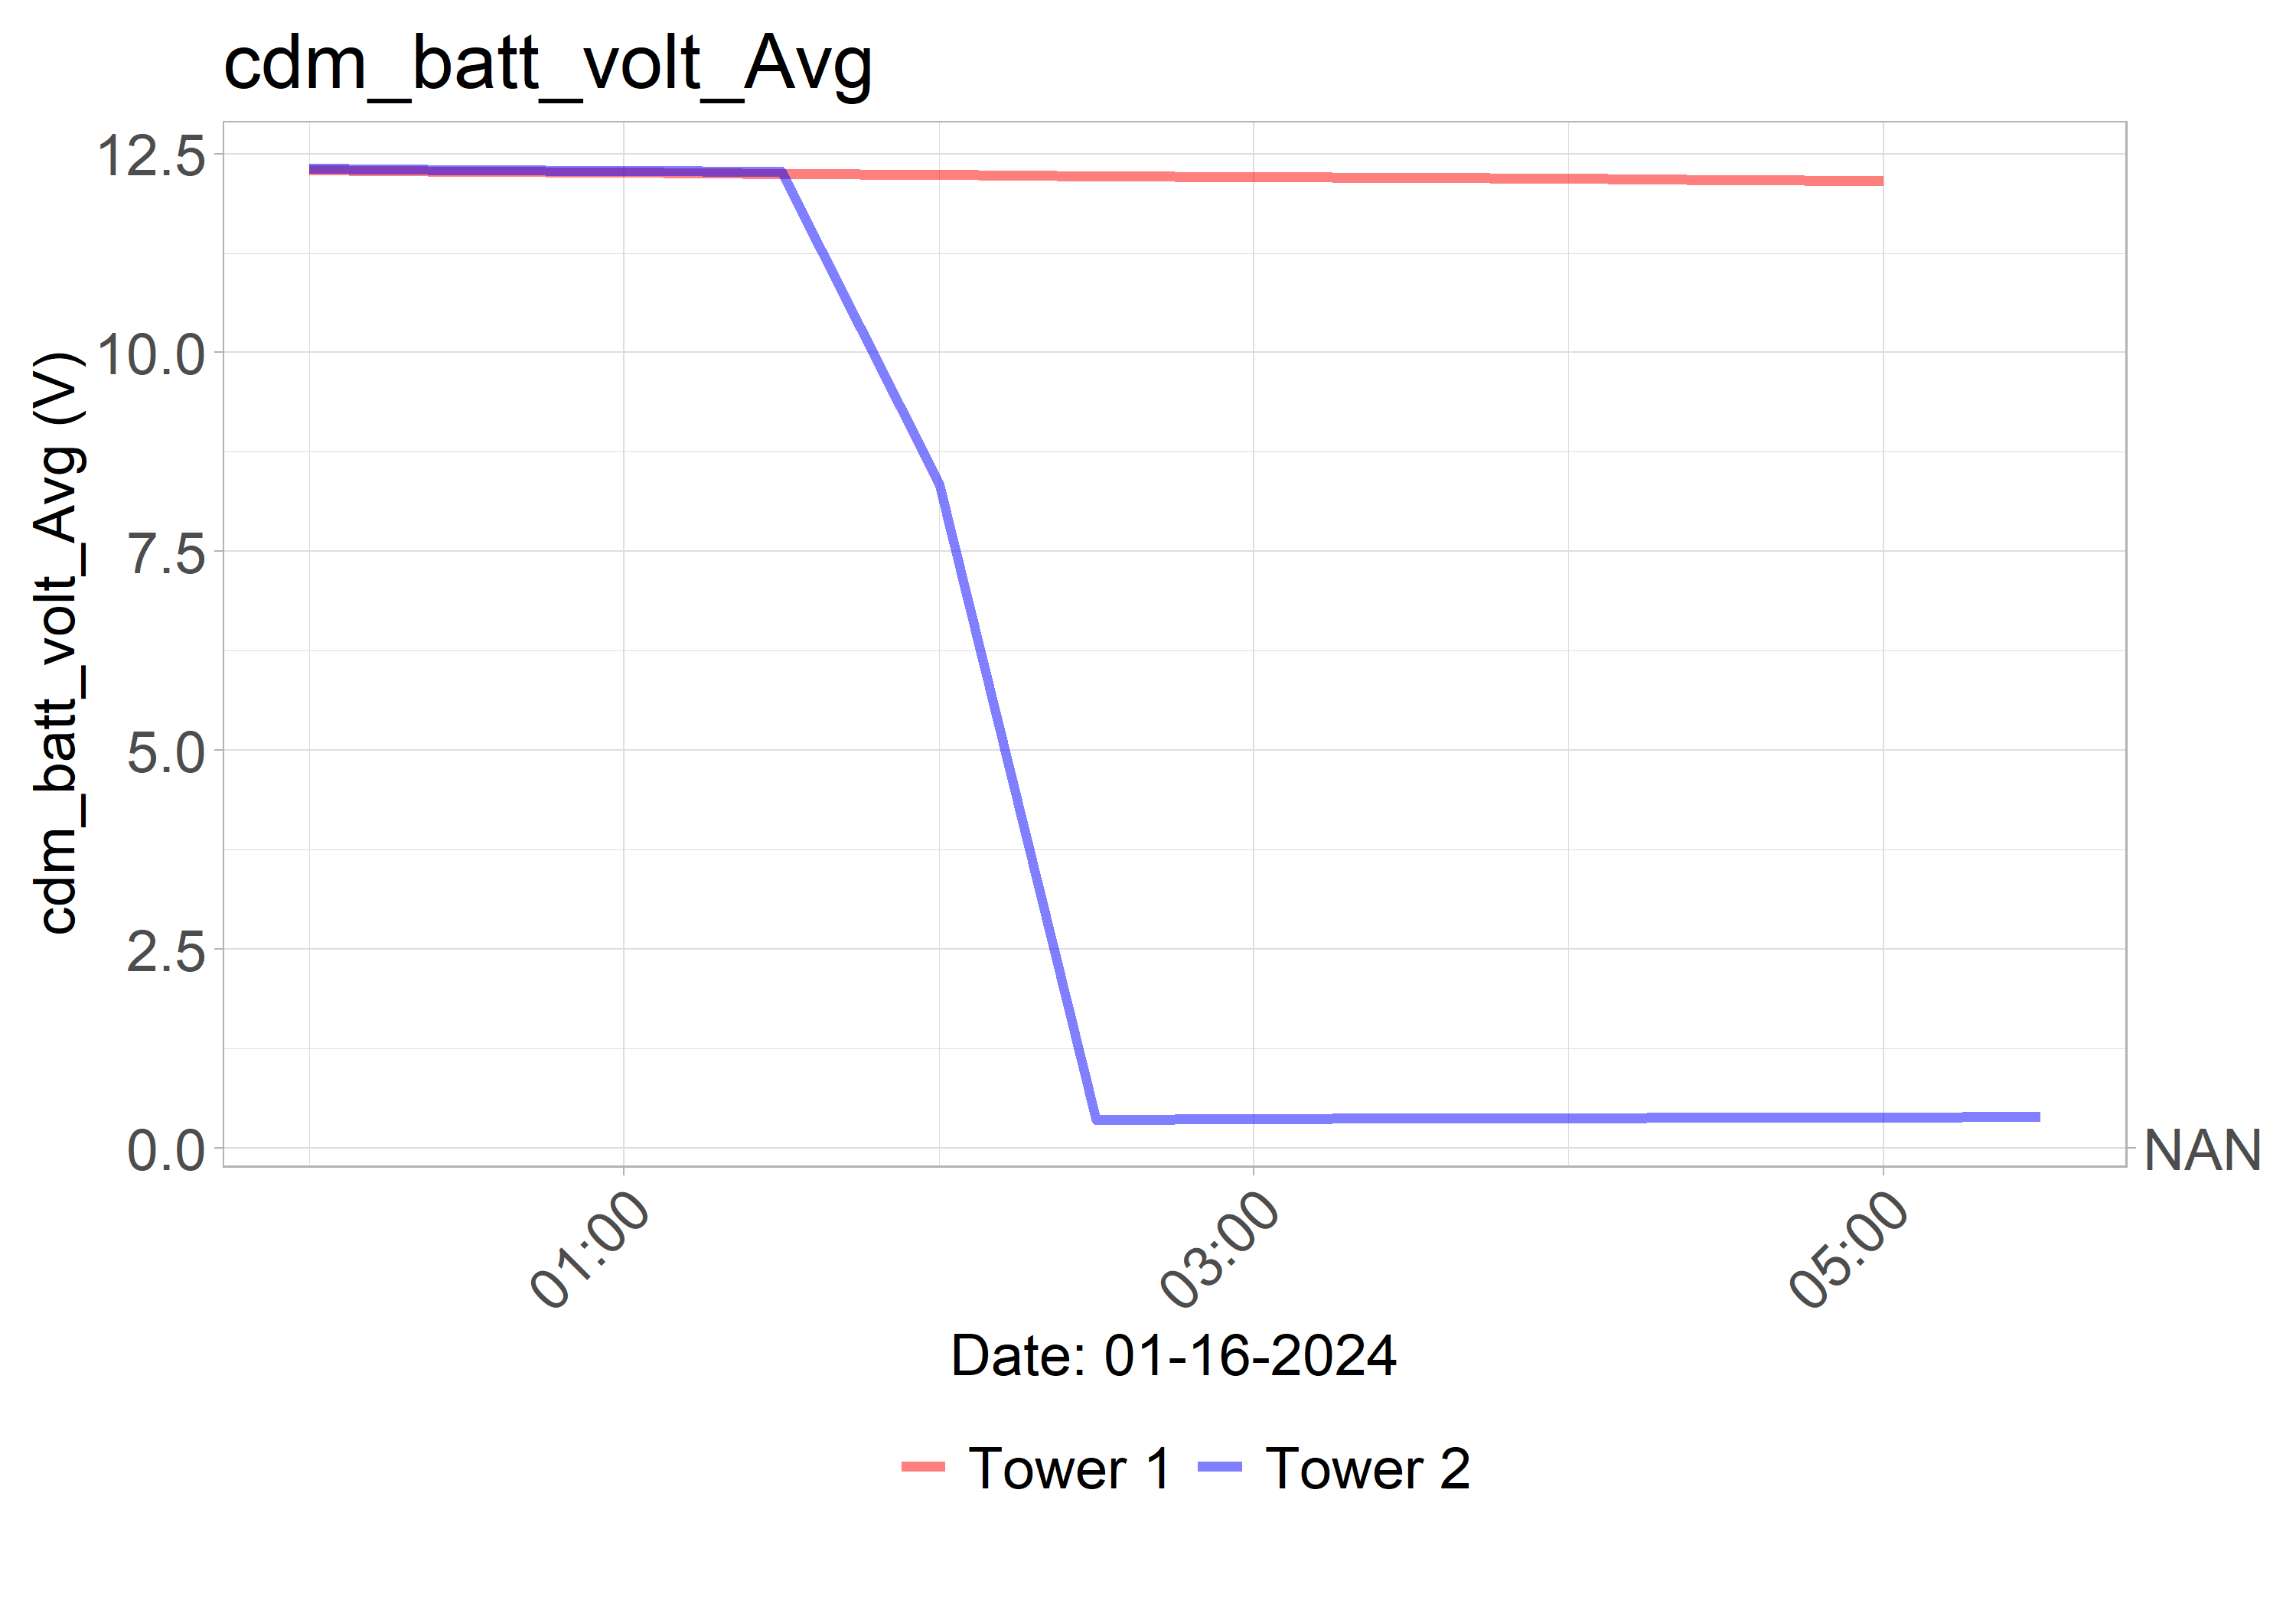 cdm_batt_volt_Avg
cdm_batt_volt_Avg (V)
12.5
10.0
7.5
5.0
2.5
0.0
NAN
01:00
03:00
05:00
Date: 01-16-2024
Tower 1
Tower 2